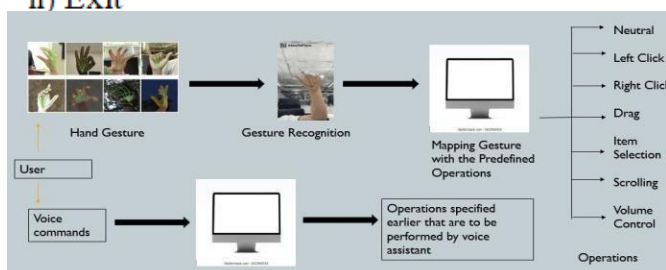 ii) Exit
Neutral
Left Click
Right Click
Drag
Item
Selection
Scrolling
Volume
Control
Operations
Hand Gesture
Gesture Recognition
Mapping Gesture
with the Predefined
Operations
User
Voice
commands
Operations specified
earlier that are to be
performed by voice
assistant